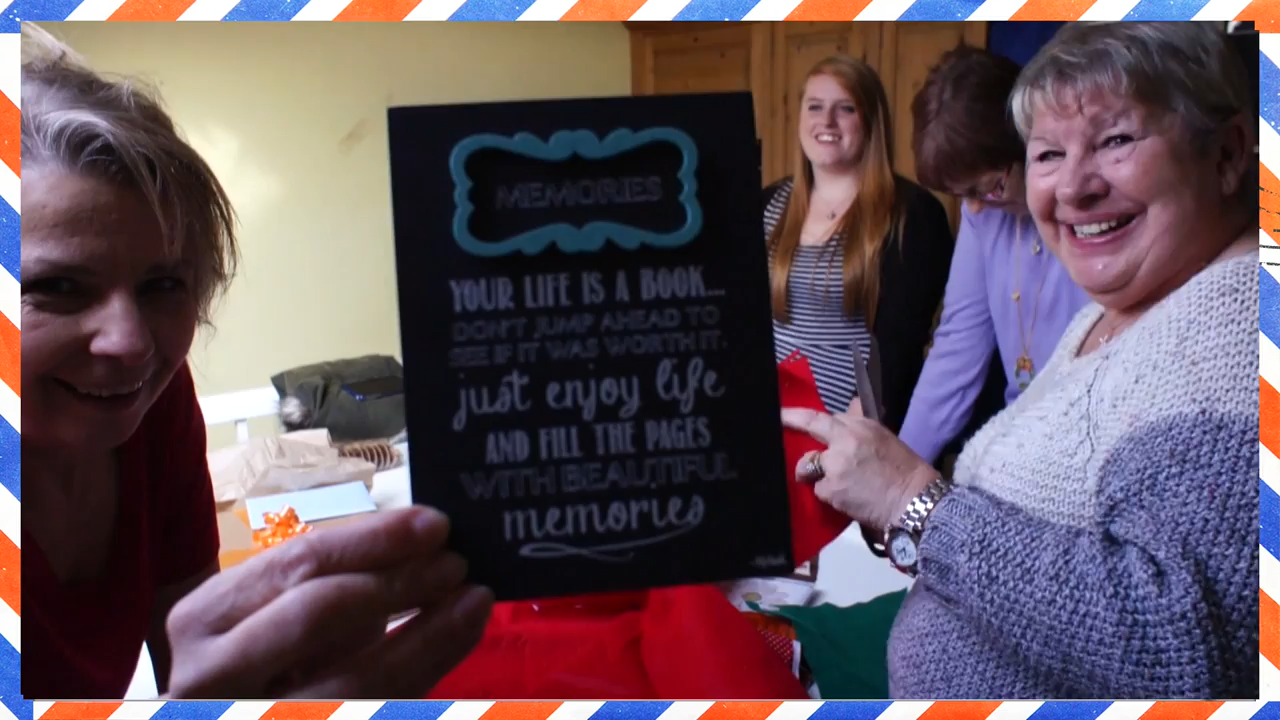 MEMORIES
YOUR LIFE IS A BOOK...
DON'T JUMP AHEAD TO
SEE IF IT WAS WORTH IT.
just enjoy life
AND FILL THE PAGES
WITH BEAUTIFUL
memories